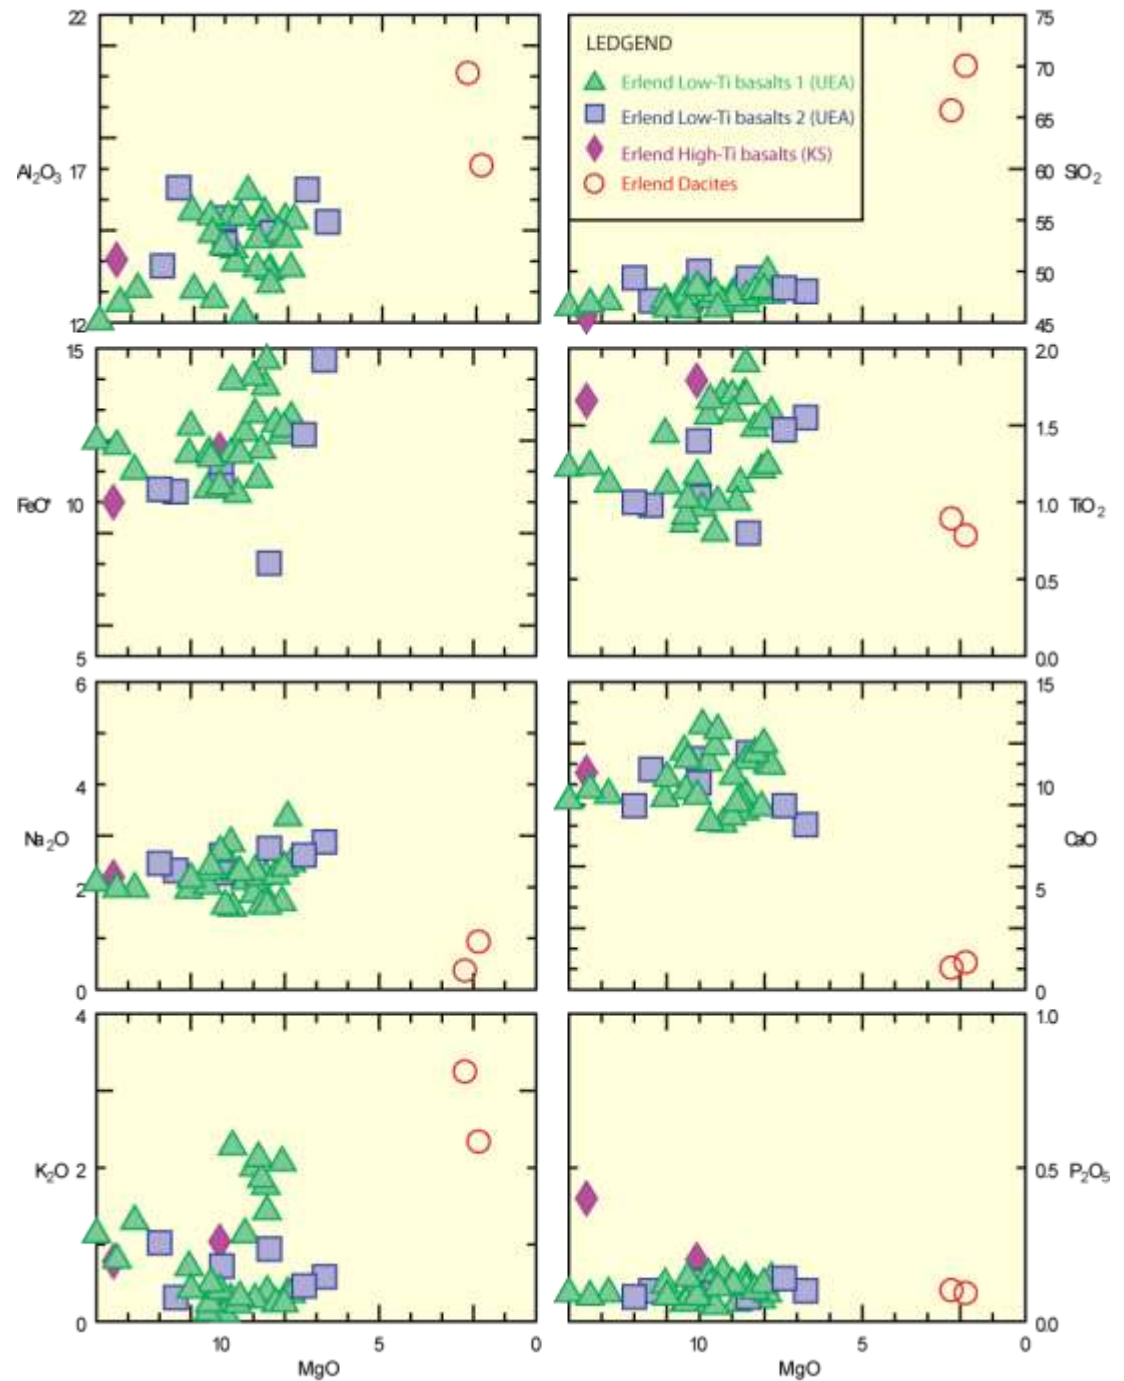 22
17
12
Al2O3
LEDGEND
Erlend Low-Ti basalts 1 (UEA)
Erlend Low-Ti basalts 2 (UEA)
Erlend High-Ti basalts (KS)
Erlend Dacites
75
70
65
60
55
50
45
SiO2
15
10
5
FeO*
2.0
1.5
1.0
0.5
0.0
TiO2
6
4
2
0
Na2O
15
10
5
0
CaO
4
2
0
K2O
10
5
0
MgO
1.0
0.5
0.0
P2O5
10
5
0
MgO